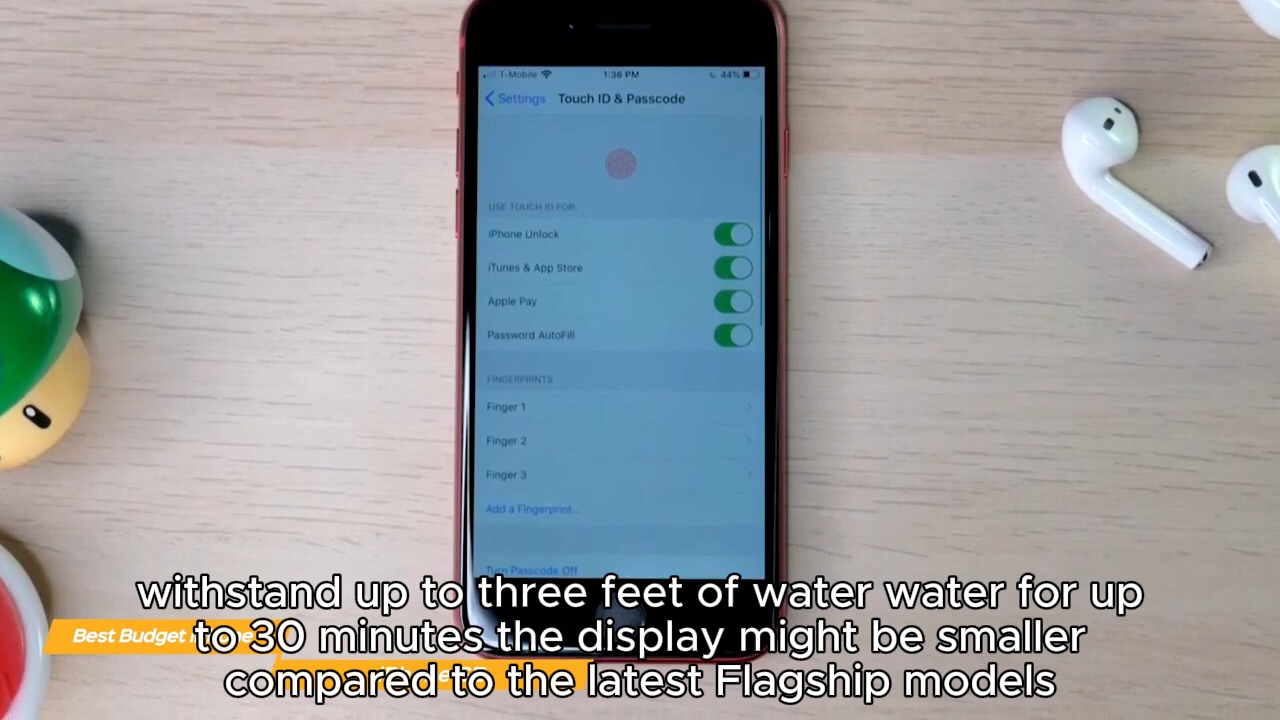 T-Mobile 1:36 PM 44%
Settings Touch ID & Passcode
USE TOUCH ID FOR:
iPhone Unlock
iTunes & App Store
Apple Pay
Password AutoFill
FINGERPRINTS
Finger 1
Finger 2
Finger 3
Add a Fingerprint...
Turn Passcode Off
withstand up to three feet of water water for up
to 30 minutes the display might be smaller
compared to the latest Flagship models
Best Budget